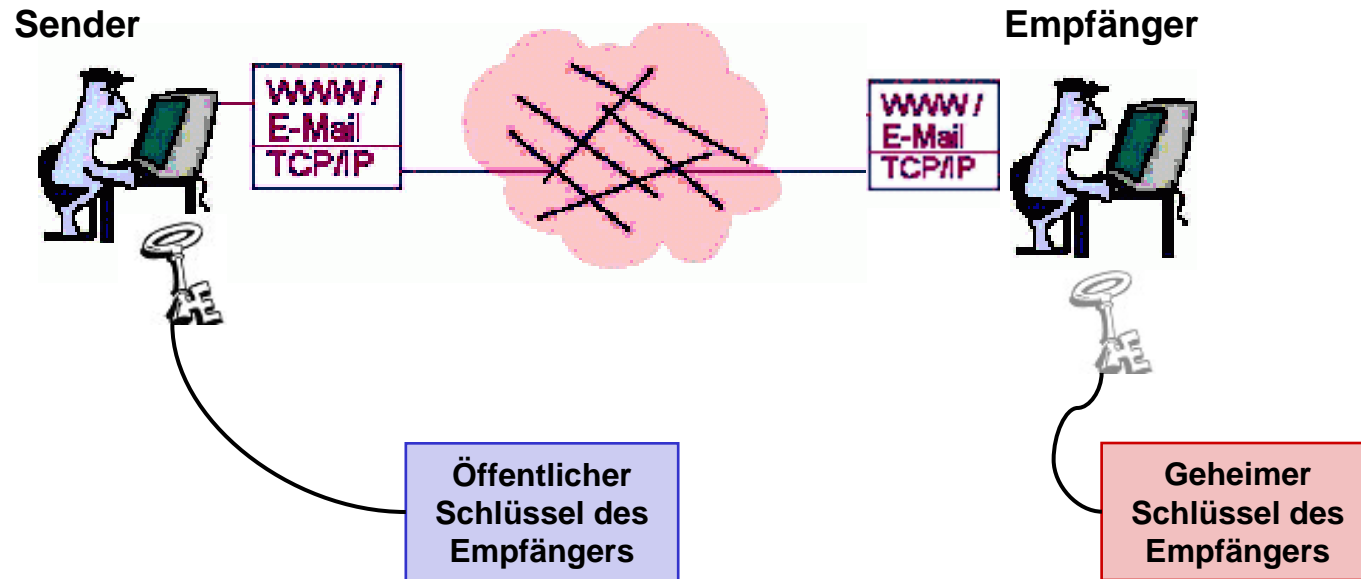 Sender
Empfänger
WWW /
E-Mail
TCP/IP
WWW /
E-Mail
TCP/IP
Öffentlicher
Schlüssel des
Empfängers
Geheimer
Schlüssel des
Empfängers